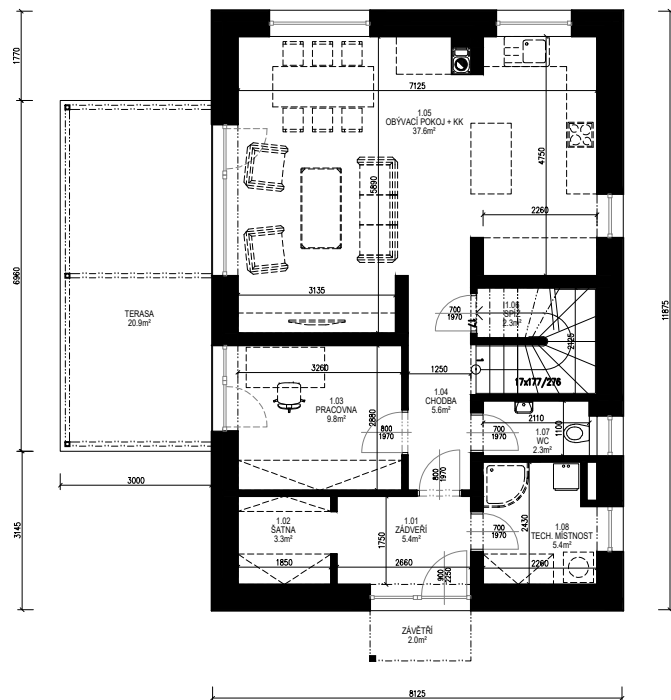 1770
7125
1.05
OBÝVACÍ POKOJ + KK
37.6m²
4750
5890
2260
6960
11875
TERASA
20.9m²
3135
700
1970
1.06
SPÍŽ
2.3m²
2125
17
1
17x177/276
3260
1250
1.03
PRACOVNA
9.8m²
2880
1.04
CHODBA
5.6m²
800
1970
2110
700
1970
1100
1.07
WC
2.3m²
3000
800
1970
3145
1.02
ŠATNA
3.3m²
1.01
ZÁDVEŘÍ
5.4m²
1750
700
1970
2430
1.08
TECH. MÍSTNOST
5.4m²
1850
2660
900
2250
2260
ZÁVĚTŘÍ
2.0m²
8125